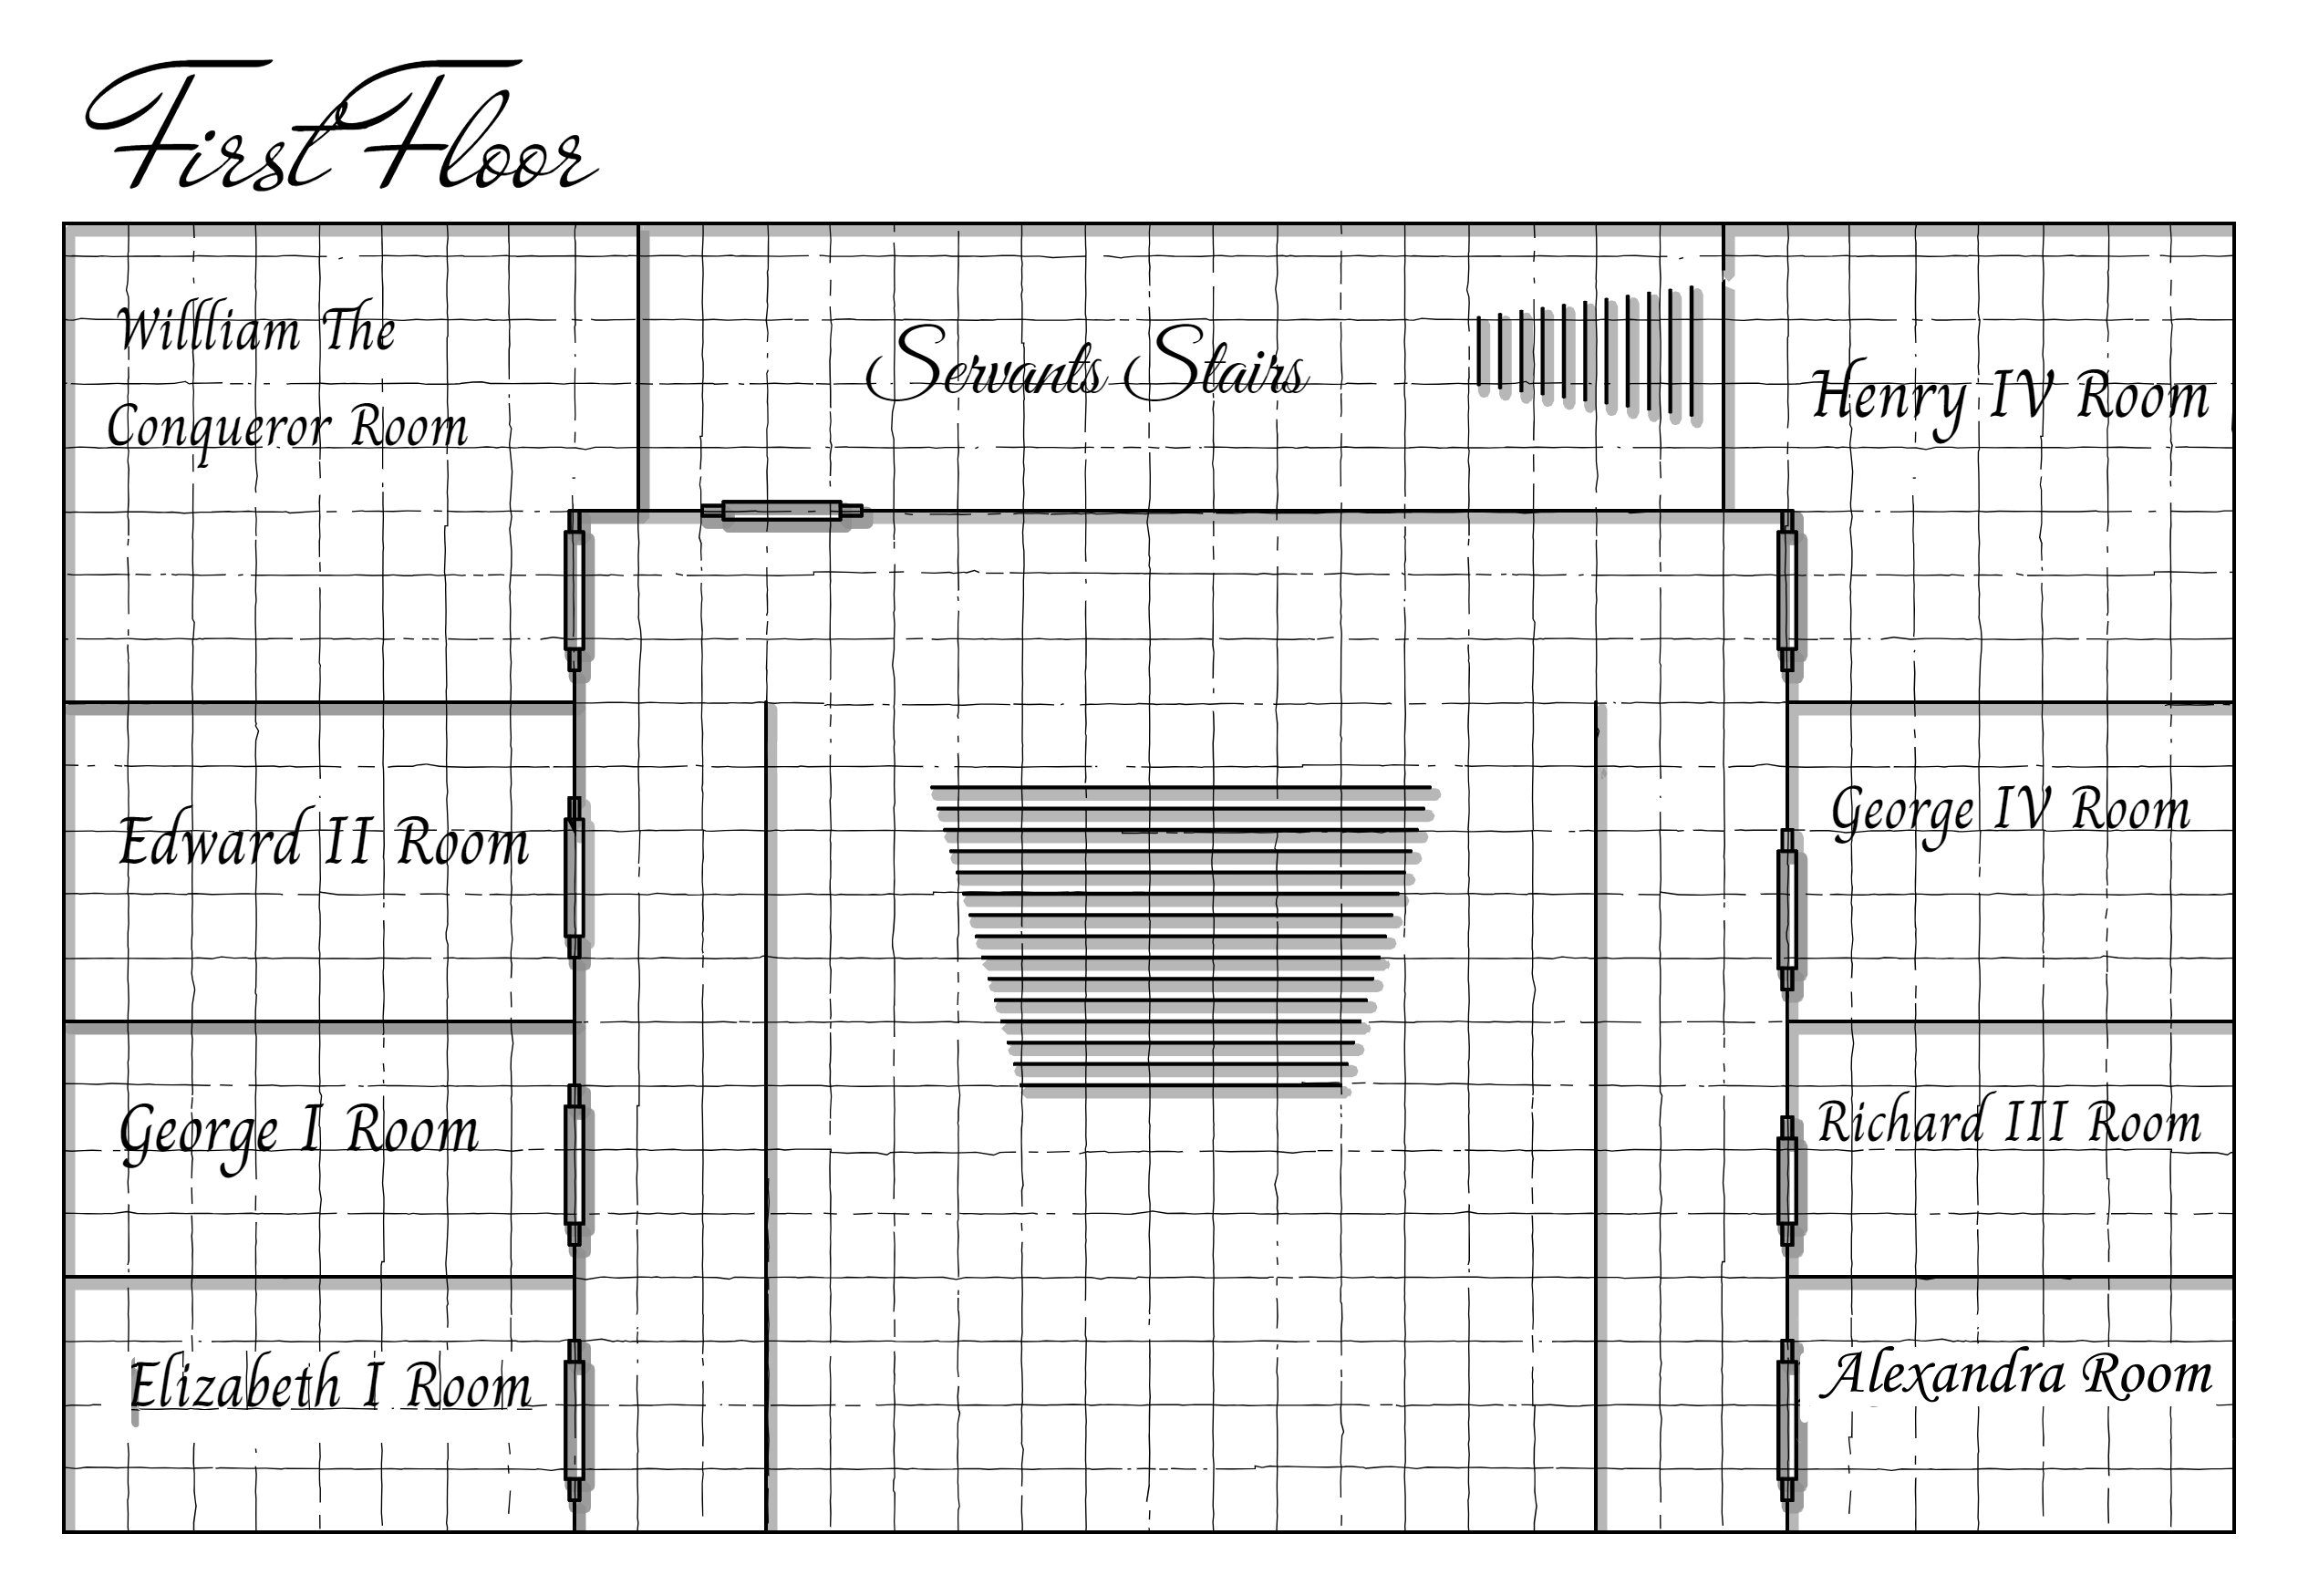 First Floor
Willliam The
Conqueror Room
Servants Stairs
Henry IV Room
Edward II Room
George IV Room
George I Room
Richard III Room
Elizabeth I Room
Alexandra Room